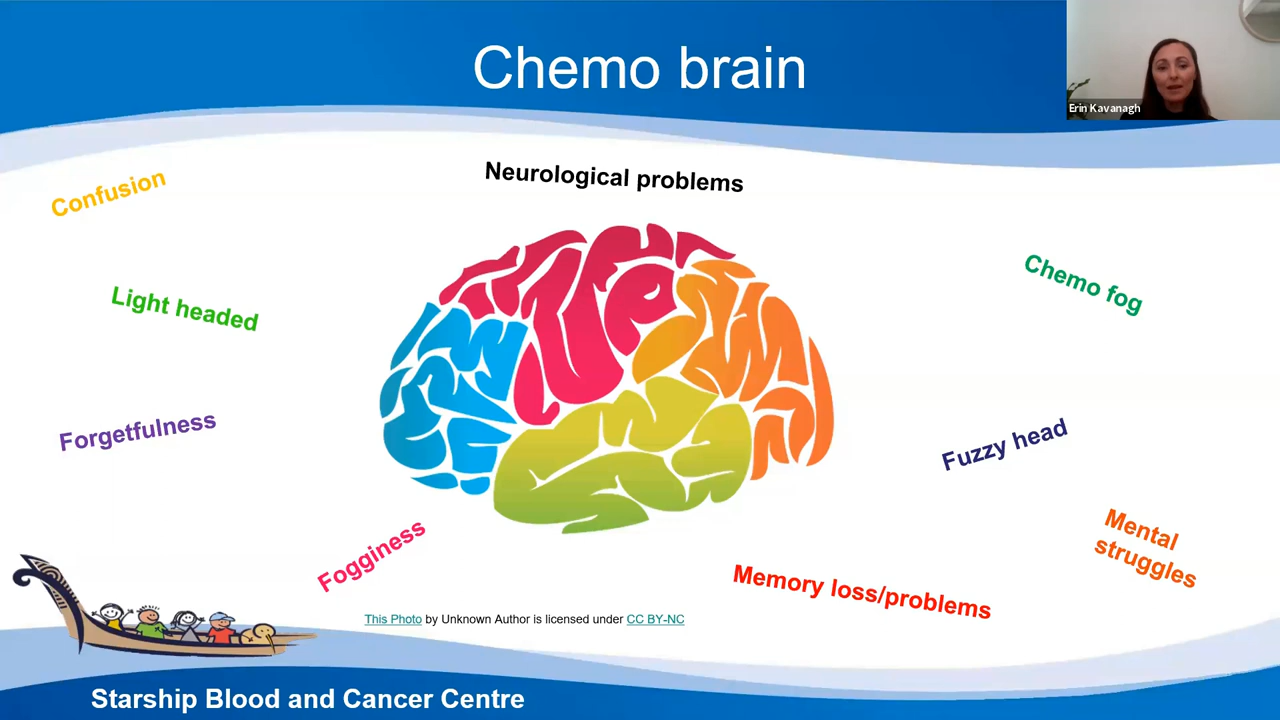 Chemo brain
Erin Kavanagh
Neurological problems
Confusion
Chemo fog
Light headed
Forgetfulness
Fuzzy head
Fogginess
Mental
struggles
Memory loss/problems
This Photo by Unknown Author is licensed under CC BY-NC
Starship Blood and Cancer Centre